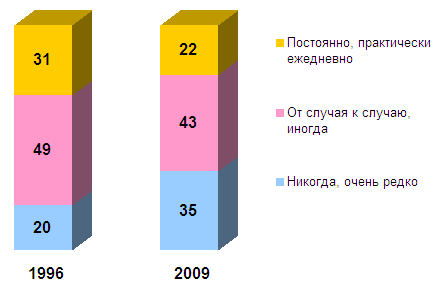 31
49
20
1996
22
43
35
2009
Постоянно, практически
ежедневно
От случая к случаю,
иногда
Никогда, очень редко